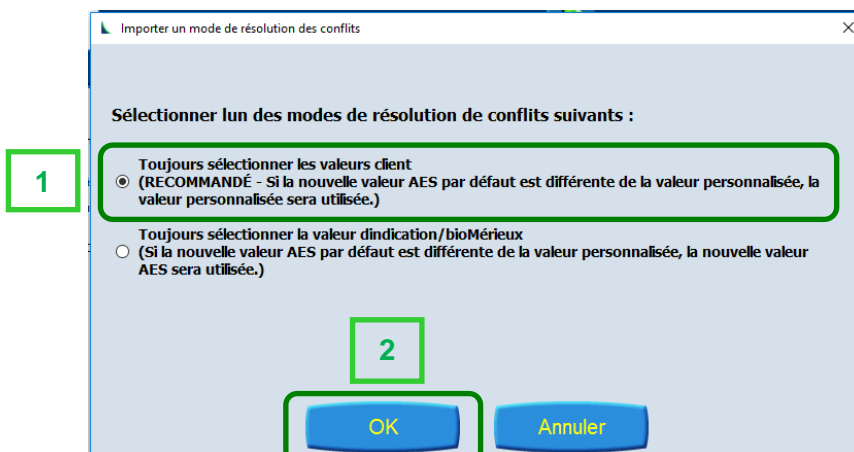 Importer un mode de résolution des conflits
Sélectionner lun des modes de résolution de conflits suivants :
1
Toujours sélectionner les valeurs client
(RECOMMANDÉ - Si la nouvelle valeur AES par défaut est différente de la valeur personnalisée, la
valeur personnalisée sera utilisée.)
Toujours sélectionner la valeur dindication/bioMérieux
(Si la nouvelle valeur AES par défaut est différente de la valeur personnalisée, la nouvelle valeur
AES sera utilisée.)
2
OK
Annuler